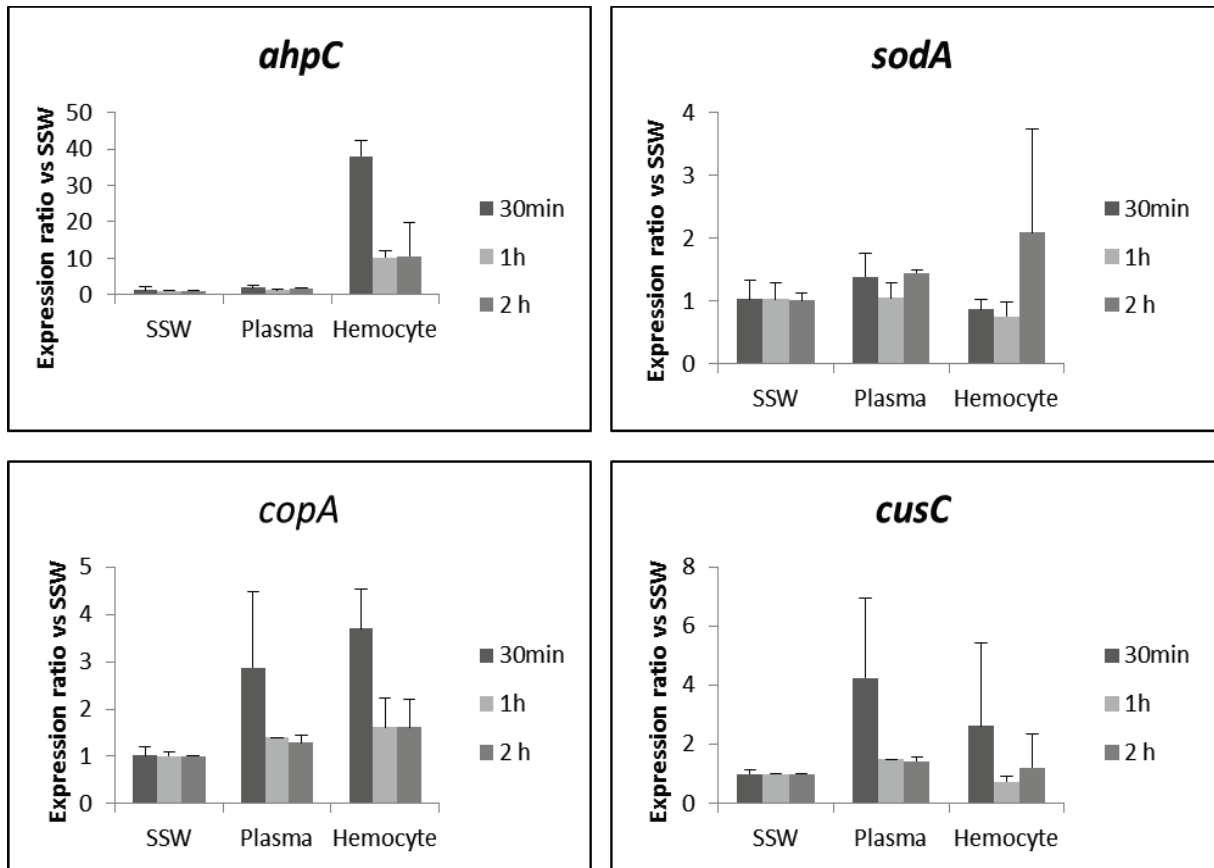 ahpC
Expression ratio vs SSW
50
40
30
20
10
0
SSW Plasma Hemocyte
30min
1h
2 h
sodA
Expression ratio vs SSW
4
3
2
1
0
SSW Plasma Hemocyte
30min
1h
2 h
copA
Expression ratio vs SSW
5
4
3
2
1
0
SSW Plasma Hemocyte
30min
1h
2 h
cusC
Expression ratio vs SSW
8
6
4
2
0
SSW Plasma Hemocyte
30min
1h
2 h